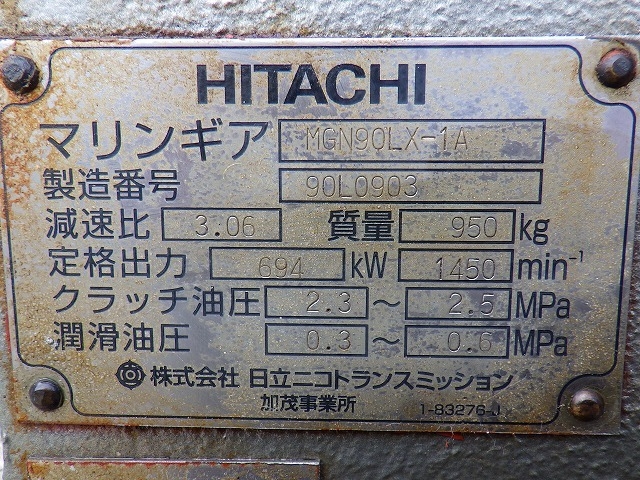 HITACHI
マリンギア MGN90LX-1A
製造番号 90L0903
減速比 3.06 質量 950 kg
定格出力 694 kW 1450 min⁻¹
クラッチ油圧 2.3 ～ 2.5 MPa
潤滑油圧 0.3 ～ 0.6 MPa
株式会社 日立ニコトランスミッション
加茂事業所 1-83276-J